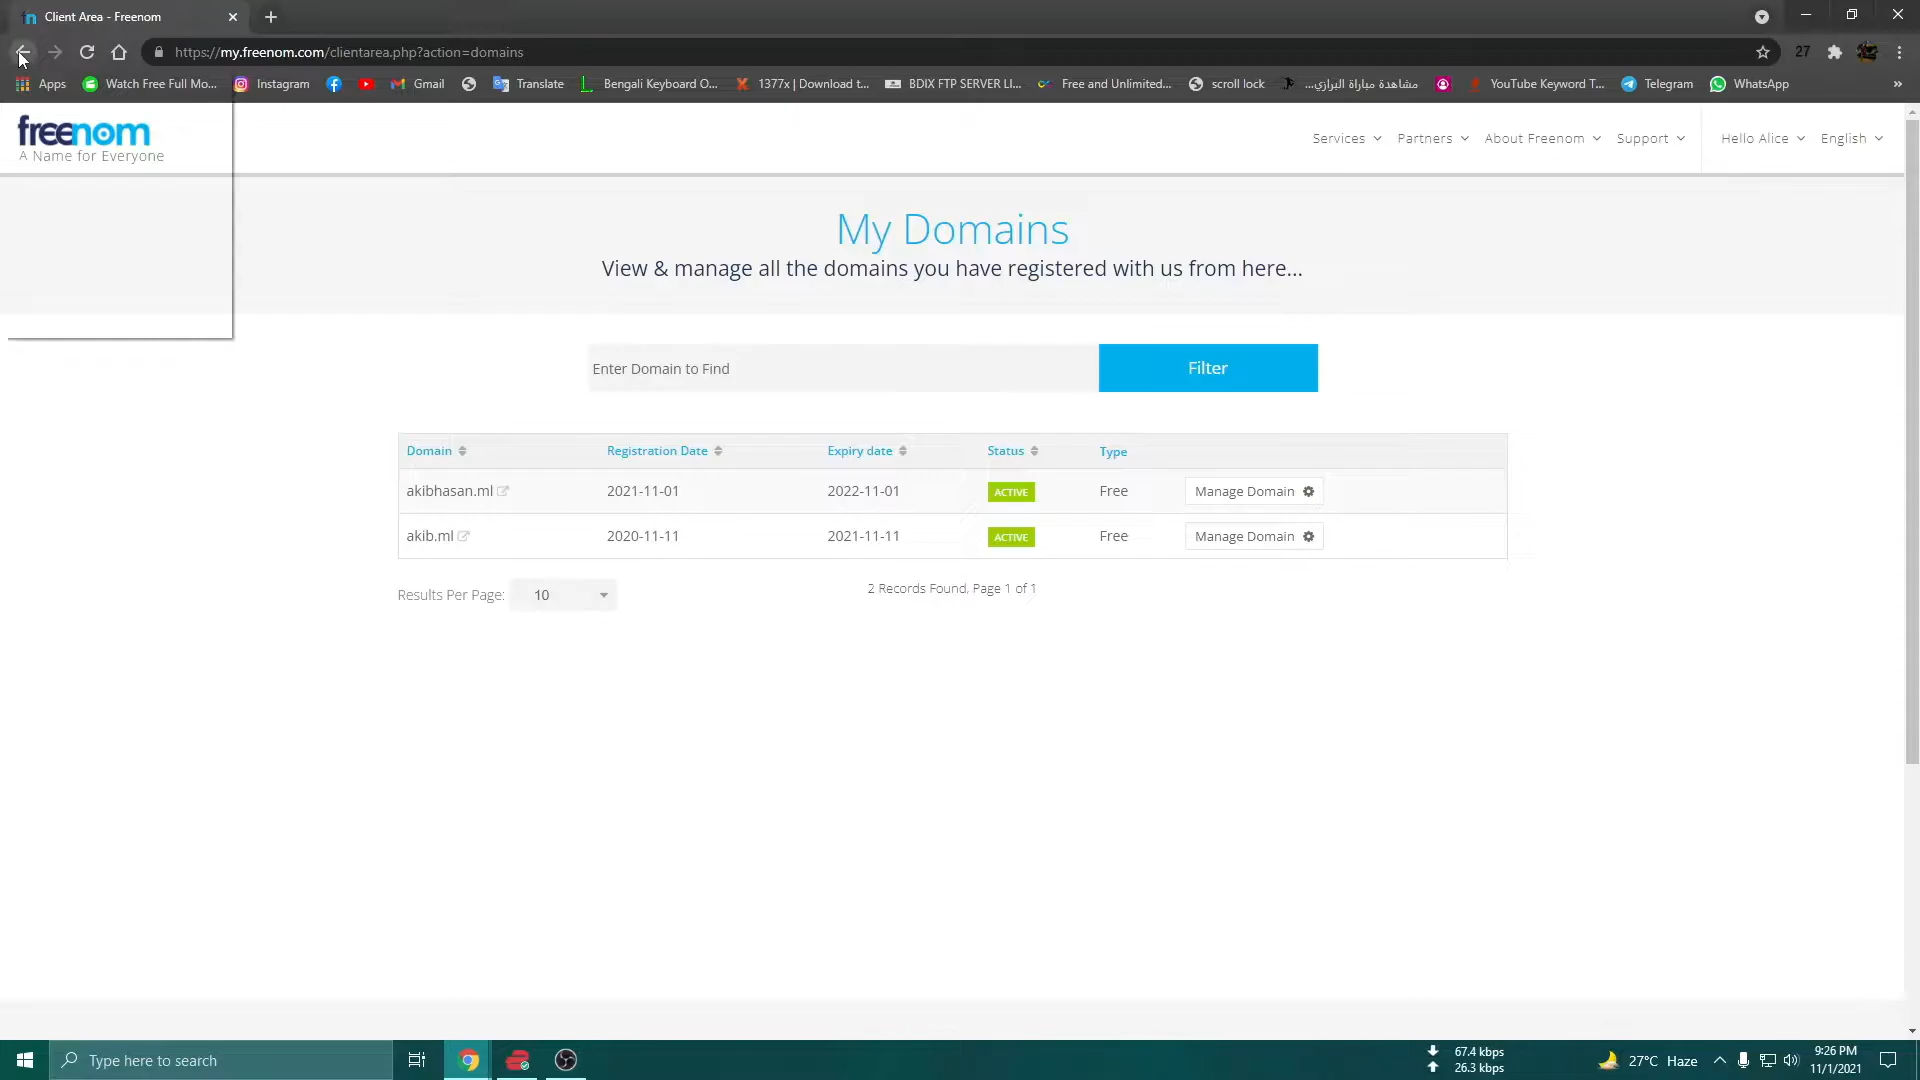 Client Area - Freenom
https://my.freenom.com/clientarea.php?action=domains
27
Apps
Watch Free Full Mo...
Instagram
Gmail
Translate
Bengali Keyboard O...
1377x | Download t...
BDIX FTP SERVER LI...
Free and Unlimited...
scroll lock
مشاهدة مباراة البرازي...
YouTube Keyword T...
Telegram
WhatsApp
»
freenom
A Name for Everyone
Services
Partners
About Freenom
Support
Hello Alice
English
My Domains
View & manage all the domains you have registered with us from here...
Enter Domain to Find
Filter
Domain Registration Date Expiry date Status Type
akibhasan.ml 2021-11-01 2022-11-01 ACTIVE Free Manage Domain
akib.ml 2020-11-11 2021-11-11 ACTIVE Free Manage Domain
Results Per Page: 10
2 Records Found, Page 1 of 1
Type here to search
67.4 kbps
26.3 kbps
27°C Haze
9:26 PM
11/1/2021